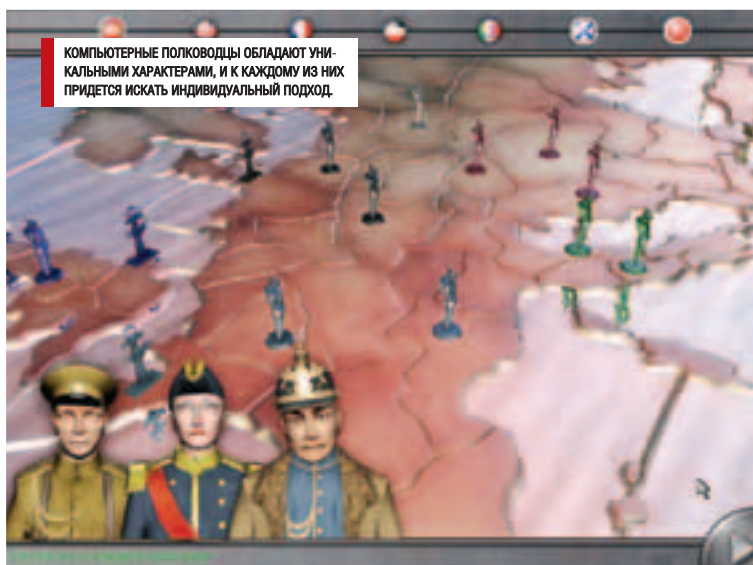 КОМПЬЮТЕРНЫЕ ПОЛКОВОДЦЫ ОБЛАДАЮТ УНИ-
КАЛЬНЫМИ ХАРАКТЕРАМИ, И К КАЖДОМУ ИЗ НИХ
ПРИДЕТСЯ ИСКАТЬ ИНДИВИДУАЛЬНЫЙ ПОДХОД.